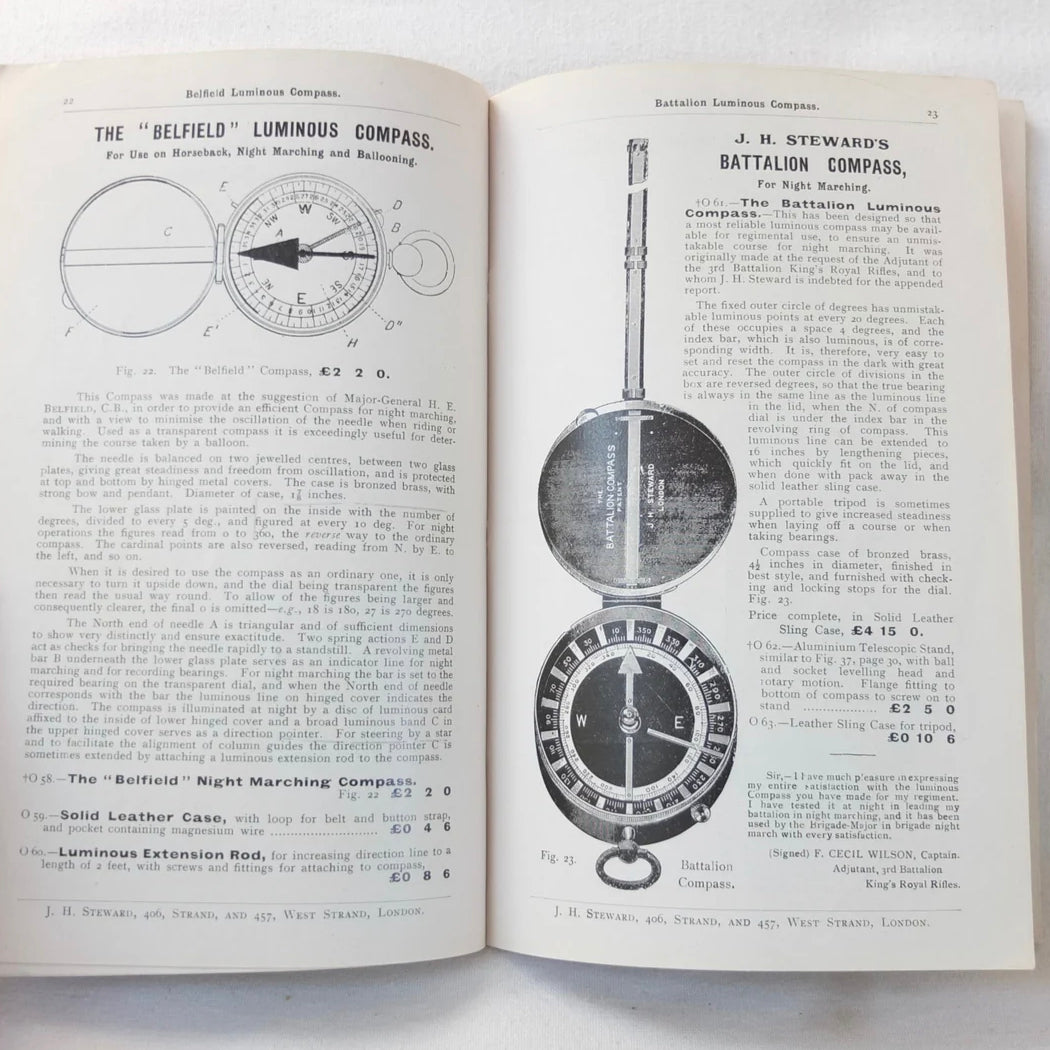 22
Belfield Luminous Compass.
THE "BELFIELD" LUMINOUS COMPASS.
For Use on Horseback, Night Marching and Ballooning.
E
D
B
C
A
W
NW
SW
S
NE
SE
E
F
E'
D"
H
Fig. 22. The "Belfield" Compass, £2 2 0.
This Compass was made at the suggestion of Major-General H. E.
BELFIELD, C.B., in order to provide an efficient Compass for night marching,
and with a view to minimise the oscillation of the needle when riding or
walking. Used as a transparent compass it is exceedingly useful for deter-
mining the course taken by a balloon.
The needle is balanced on two jewelled centres, between two glass
plates, giving great steadiness and freedom from oscillation, and is protected
at top and bottom by hinged metal covers. The case is bronzed brass, with
strong bow and pendant. Diameter of case, 1⅞ inches.
The lower glass plate is painted on the inside with the number of
degrees, divided to every 5 deg., and figured at every 10 deg. For night
operations the figures read from 0 to 360, the reverse way to the ordinary
compass. The cardinal points are also reversed, reading from N. by E. to
the left, and so on.
When it is desired to use the compass as an ordinary one, it is only
necessary to turn it upside down, and the dial being transparent the figures
then read the usual way round. To allow of the figures being larger and
consequently clearer, the final 0 is omitted—e.g., 18 is 180, 27 is 270 degrees.
The North end of needle A is triangular and of sufficient dimensions
to show very distinctly and ensure exactitude. Two spring actions E and D
act as checks for bringing the needle rapidly to a standstill. A revolving metal
bar B underneath the lower glass plate serves as an indicator line for night
marching and for recording bearings. For night marching the bar is set to the
required bearing on the transparent dial, and when the North end of needle
corresponds with the bar the luminous line on hinged cover indicates the
direction. The compass is illuminated at night by a disc of luminous card
affixed to the inside of lower hinged cover and a broad luminous band C in
the upper hinged cover serves as a direction pointer. For steering by a star
and to facilitate the alignment of column guides the direction pointer C is
sometimes extended by attaching a luminous extension rod to the compass.
†O 58.—The "Belfield" Night Marching Compass.
Fig. 22 £2 2 0
O 59.—Solid Leather Case, with loop for belt and button strap,
and pocket containing magnesium wire .............................. £0 4 6
O 60.—Luminous Extension Rod, for increasing direction line to a
length of 2 feet, with screws and fittings for attaching to compass,
£0 8 6
J. H. STEWARD, 406, STRAND, AND 457, WEST STRAND, LONDON.
Battalion Luminous Compass.
23
J. H. STEWARD'S
BATTALION COMPASS,
For Night Marching.
†O 61.—The Battalion Luminous
Compass.—This has been designed so that
a most reliable luminous compass may be avail-
able for regimental use, to ensure an unmis-
takable course for night marching. It was
originally made at the request of the Adjutant of
the 3rd Battalion King's Royal Rifles, and to
whom J. H. Steward is indebted for the appended
report.
The fixed outer circle of degrees has unmistak-
able luminous points at every 20 degrees. Each
of these occupies a space 4 degrees, and the
index bar, which is also luminous, is of corre-
sponding width. It is, therefore, very easy to
set and reset the compass in the dark with great
accuracy. The outer circle of divisions in the
box are reversed degrees, so that the true bearing
is always in the same line as the luminous line
in the lid, when the N. of compass
dial is under the index bar in the
revolving ring of compass. This
luminous line can be extended to
16 inches by lengthening pieces,
which quickly fit on the lid, and
when done with pack away in the
solid leather sling case.
A portable tripod is sometimes
supplied to give increased steadiness
when laying off a course or when
taking bearings.
Compass case of bronzed brass,
4½ inches in diameter, finished in
best style, and furnished with check-
ing and locking stops for the dial.
Fig. 23.
Price complete, in Solid Leather
Sling Case, £4 15 0.
†O 62.—Aluminium Telescopic Stand,
similar to Fig. 37, page 30, with ball
and socket levelling head and
rotary motion. Flange fitting to
bottom of compass to screw on to
stand .................. £2 5 0
O 63.—Leather Sling Case for tripod,
£0 10 6
Sir,—I have much pleasure in expressing
my entire satisfaction with the luminous
Compass you have made for my regiment.
I have tested it at night in leading my
battalion in night marching, and it has been
used by the Brigade-Major in brigade night
march with every satisfaction.
(Signed) F. CECIL WILSON, Captain.
Adjutant, 3rd Battalion
King's Royal Rifles.
THE
BATTALION COMPASS
PATENT
J. H. STEWARD
LONDON
10
350
30
290
270
90
W
E
Fig. 23.
Battalion
Compass.
J. H. STEWARD, 406, STRAND, AND 457, WEST STRAND, LONDON.